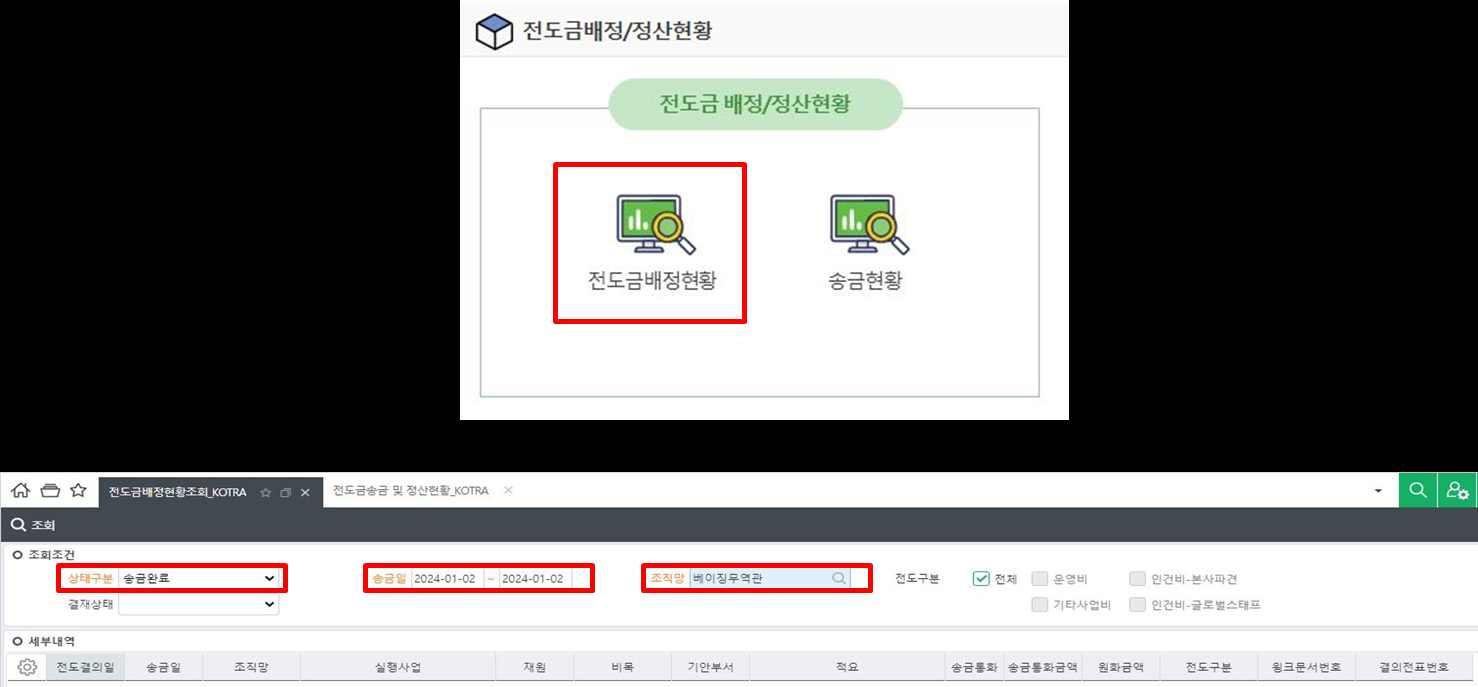 전도금배정/정산현황
전도금 배정/정산현황
전도금배정현황 송금현황
전도금배정현황조회_KOTRA 전도금송금 및 정산현황_KOTRA
조회
조회조건
상태구분 송금완료 송금일 2024-01-02 ~ 2024-01-02 조직망 베이징무역관 전도구분 전체 운영비 인건비-본사파견
결재상태 기타사업비 인건비-글로벌스태프
세부내역
전도결의일 송금일 조직망 실행사업 재원 비목 기안부서 적요 송금통화 송금통화금액 원화금액 전도구분 윙크문서번호 결의전표번호